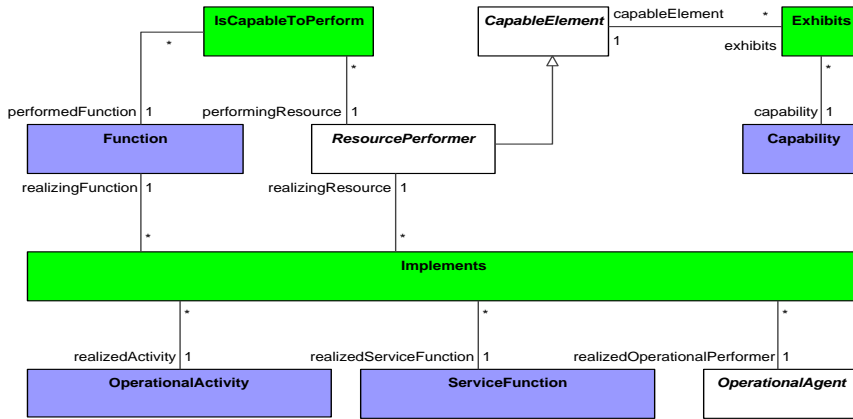 IsCapableToPerform
CapableElement
capableElement
*
Exhibits
*
*
1
exhibits
*
performedFunction
1
performingResource
1
capability
1
Function
ResourcePerformer
Capability
realizingFunction
1
realizingResource
1
*
*
Implements
*
*
*
realizedActivity
1
realizedServiceFunction
1
realizedOperationalPerformer
1
OperationalActivity
ServiceFunction
OperationalAgent